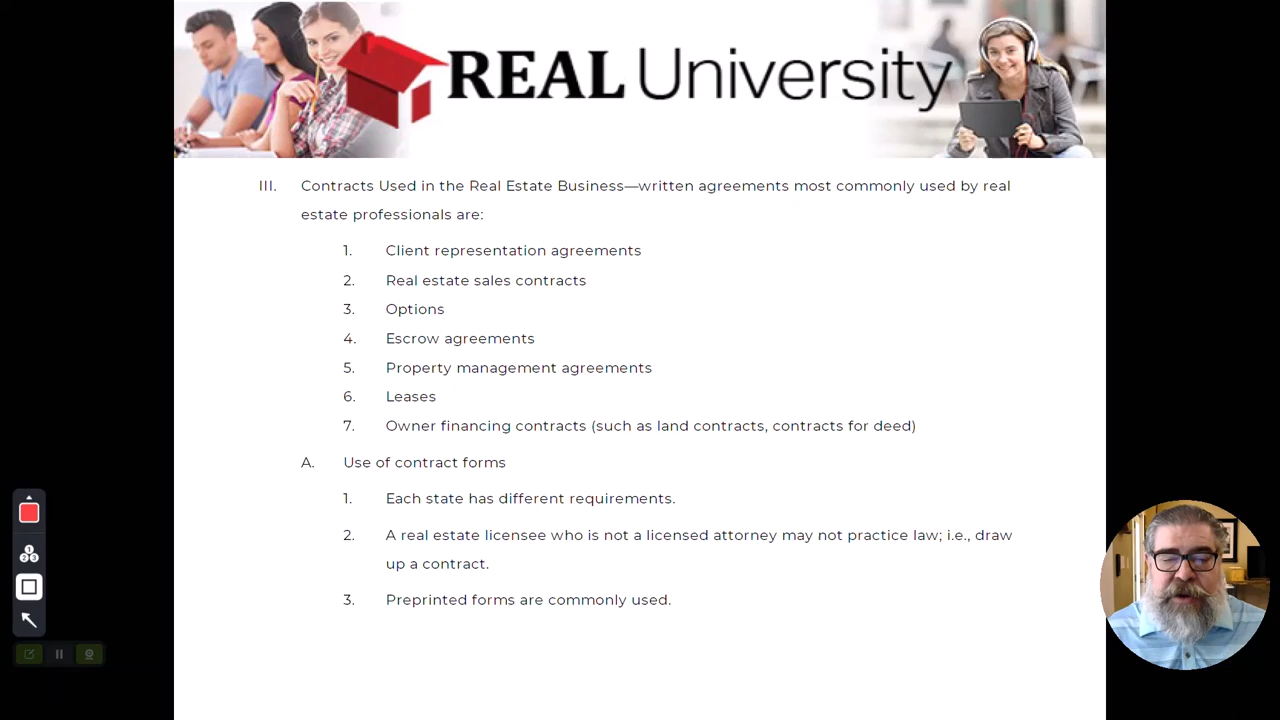 REAL University
III. Contracts Used in the Real Estate Business—written agreements most commonly used by real
estate professionals are:
1. Client representation agreements
2. Real estate sales contracts
3. Options
4. Escrow agreements
5. Property management agreements
6. Leases
7. Owner financing contracts (such as land contracts, contracts for deed)
A. Use of contract forms
1. Each state has different requirements.
2. A real estate licensee who is not a licensed attorney may not practice law; i.e., draw
up a contract.
3. Preprinted forms are commonly used.